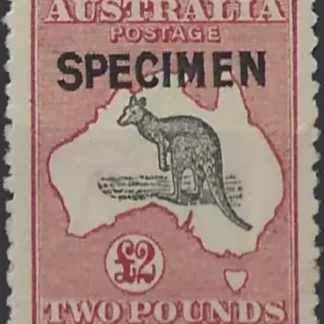 AUSTRALIA
POSTAGE
SPECIMEN
£2
TWO POUNDS